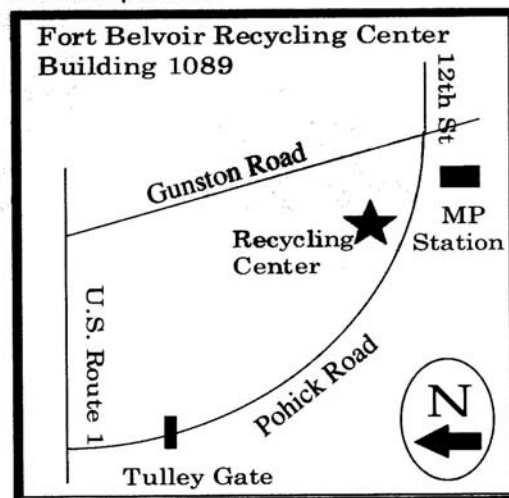 Fort Belvoir Recycling Center
Building 1089
12th St
Gunston Road
MP
Station
Recycling
Center
U.S. Route 1
Pohick Road
N
Tulley Gate